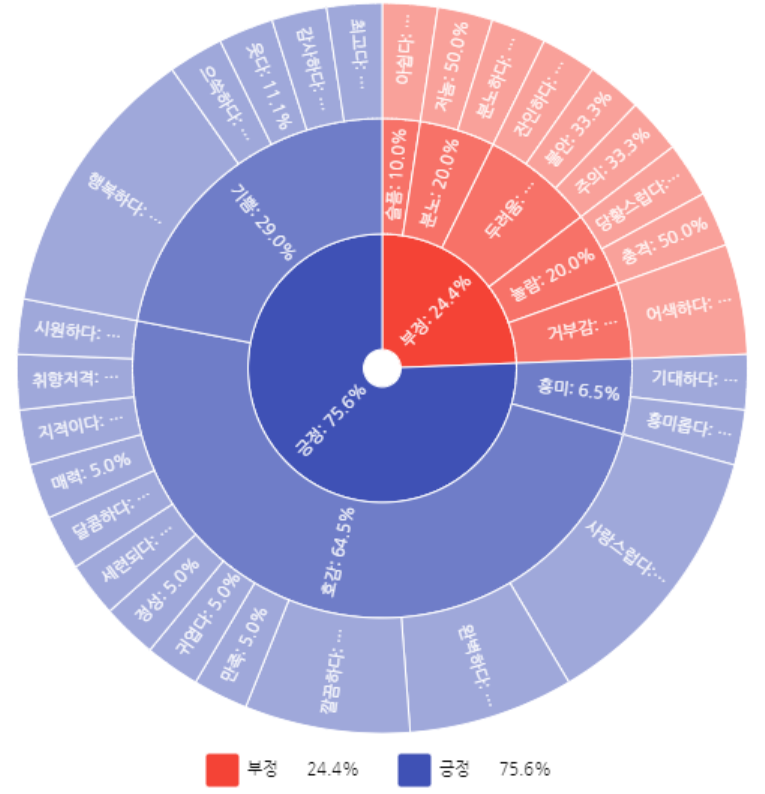 최고다: ...
감사하다: ...
웃다: 11.1%
으쓱하다: ...
행복하다: ...
기쁨: 29.0%
아쉽다: ...
저놈: 50.0%
분노하다: ...
잔인하다: ...
불안: 33.3%
주의: 33.3%
당황스럽다:...
충격: 50.0%
어색하다: ...
슬픔: 10.0%
분노: 20.0%
두려움: ...
놀람: 20.0%
거부감: ...
부정: 24.4%
긍정: 75.6%
흥미: 6.5%
기대하다: ...
흥미롭다: ...
시원하다: ...
취향저격: ...
지적이다: ...
매력: 5.0%
달콤하다: ...
세련되다: ...
정성: 5.0%
귀엽다: 5.0%
만족: 5.0%
호감: 64.5%
깔끔하다: ...
완벽하다: ...
사랑스럽다:...
부정 24.4% 긍정 75.6%